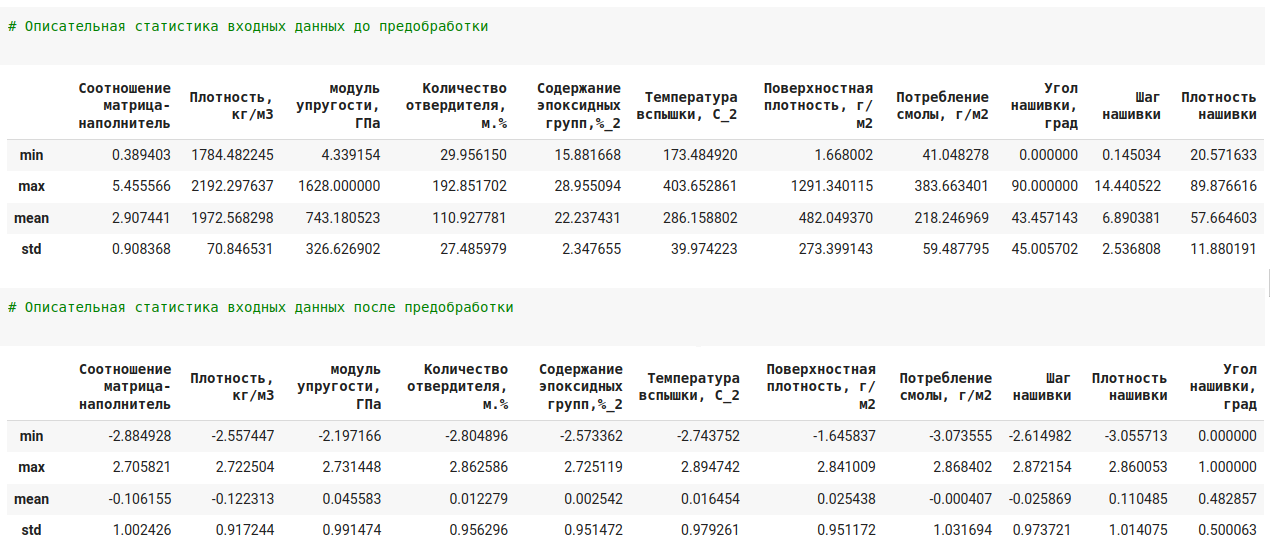 # Описательная статистика входных данных до предобработки
Соотношение матрица-наполнитель Плотность, кг/м3 модуль упругости, ГПа Количество отвердителя, м.% Содержание эпоксидных групп,%_2 Температура вспышки, С_2 Поверхностная плотность, г/м2 Потребление смолы, г/м2 Угол нашивки, град Шаг нашивки Плотность нашивки
min 0.389403 1784.482245 4.339154 29.956150 15.881668 173.484920 1.668002 41.048278 0.000000 0.145034 20.571633
max 5.455566 2192.297637 1628.000000 192.851702 28.955094 403.652861 1291.340115 383.663401 90.000000 14.440522 89.876616
mean 2.907441 1972.568298 743.180523 110.927781 22.237431 286.158802 482.049370 218.246969 43.457143 6.890381 57.664603
std 0.908368 70.846531 326.626902 27.485979 2.347655 39.974223 273.399143 59.487795 45.005702 2.536808 11.880191
# Описательная статистика входных данных после предобработки
Соотношение матрица-наполнитель Плотность, кг/м3 модуль упругости, ГПа Количество отвердителя, м.% Содержание эпоксидных групп,%_2 Температура вспышки, С_2 Поверхностная плотность, г/м2 Потребление смолы, г/м2 Шаг нашивки Плотность нашивки Угол нашивки, град
min -2.884928 -2.557447 -2.197166 -2.804896 -2.573362 -2.743752 -1.645837 -3.073555 -2.614982 -3.055713 0.000000
max 2.705821 2.722504 2.731448 2.862586 2.725119 2.894742 2.841009 2.868402 2.872154 2.860053 1.000000
mean -0.106155 -0.122313 0.045583 0.012279 0.002542 0.016454 0.025438 -0.000407 -0.025869 0.110485 0.482857
std 1.002426 0.917244 0.991474 0.956296 0.951472 0.979261 0.951172 1.031694 0.973721 1.014075 0.500063